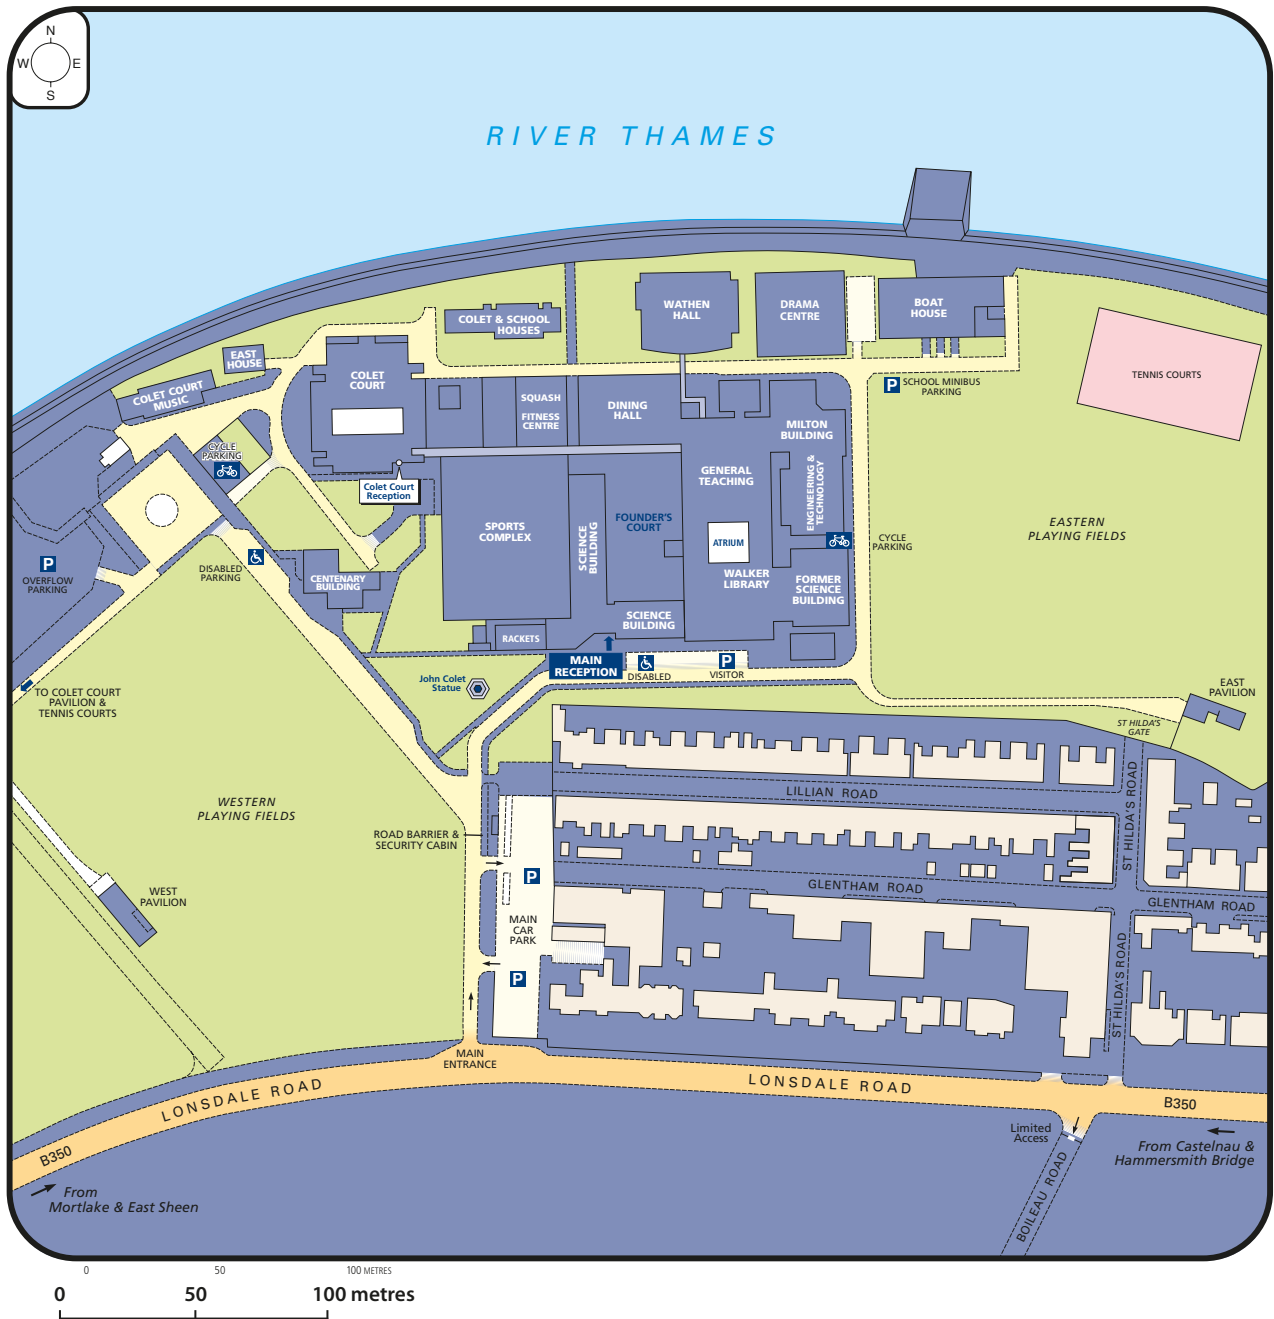 N
W E
S
RIVER THAMES
COLET & SCHOOL
HOUSES
WATHEN
HALL
DRAMA
CENTRE
BOAT
HOUSE
EAST
HOUSE
COLET COURT
MUSIC
COLET
COURT
SQUASH
FITNESS
CENTRE
DINING
HALL
P SCHOOL MINIBUS
PARKING
TENNIS COURTS
MILTON
BUILDING
CYCLE
PARKING
Colet Court
Reception
GENERAL
TEACHING
ENGINEERING &
TECHNOLOGY
SPORTS
COMPLEX
SCIENCE
BUILDING
FOUNDER'S
COURT
ATRIUM
CYCLE
PARKING
EASTERN
PLAYING FIELDS
P
OVERFLOW
PARKING
DISABLED
PARKING
CENTENARY
BUILDING
WALKER
LIBRARY
FORMER
SCIENCE
BUILDING
SCIENCE
BUILDING
RACKETS
MAIN
RECEPTION
DISABLED
P
VISITOR
John Colet
Statue
TO COLET COURT
PAVILION &
TENNIS COURTS
EAST
PAVILION
ST HILDA'S
GATE
LILLIAN ROAD
ST HILDA'S ROAD
WESTERN
PLAYING FIELDS
ROAD BARRIER &
SECURITY CABIN
P
GLENTHAM ROAD
GLENTHAM ROAD
WEST
PAVILION
MAIN
CAR
PARK
P
ST HILDA'S ROAD
MAIN
ENTRANCE
LONSDALE ROAD
LONSDALE ROAD
B350
B350
Limited
Access
From Castelnau &
Hammersmith Bridge
BOILEAU ROAD
From
Mortlake & East Sheen
0 50 100 METRES
0 50 100 metres